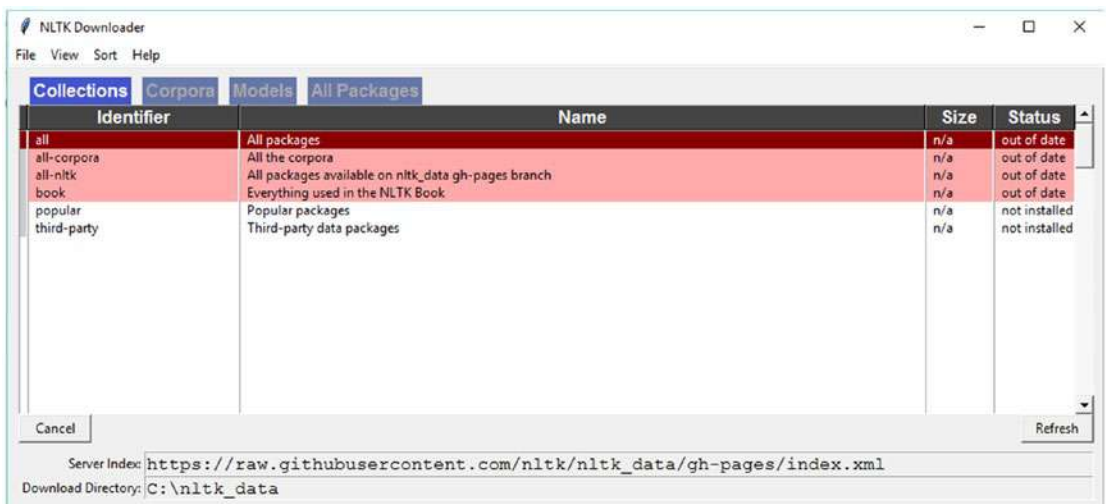 NLTK Downloader
File View Sort Help
Collections Corpora Models All Packages
Identifier Name Size Status
all All packages n/a out of date
all-corpora All the corpora n/a out of date
all-nltk All packages available on nltk_data gh-pages branch n/a out of date
book Everything used in the NLTK Book n/a out of date
popular Popular packages n/a not installed
third-party Third-party data packages n/a not installed
Cancel Refresh
Server Index: https://raw.githubusercontent.com/nltk/nltk_data/gh-pages/index.xml
Download Directory: C:\nltk_data